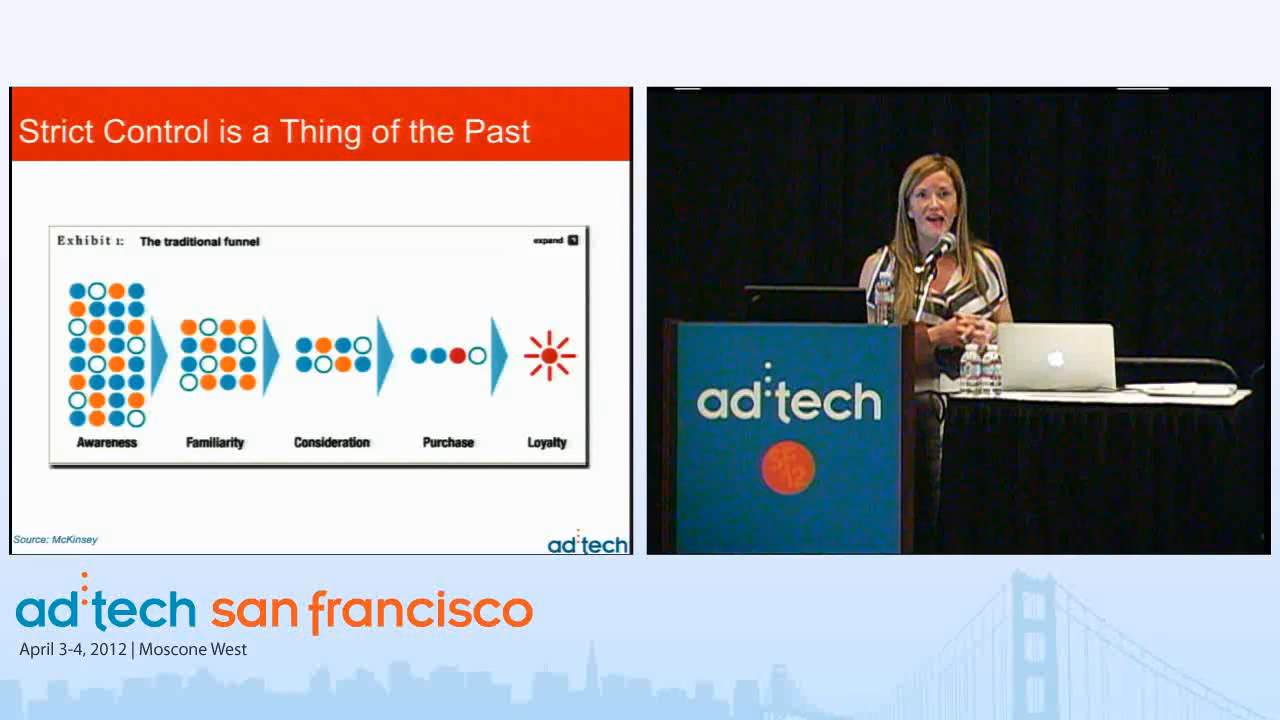 Strict Control is a Thing of the Past
Exhibit 1: The traditional funnel
expand
Awareness Familiarity Consideration Purchase Loyalty
Source: McKinsey
ad:tech
ad:tech
SF12
ad:tech san francisco
April 3-4, 2012 | Moscone West